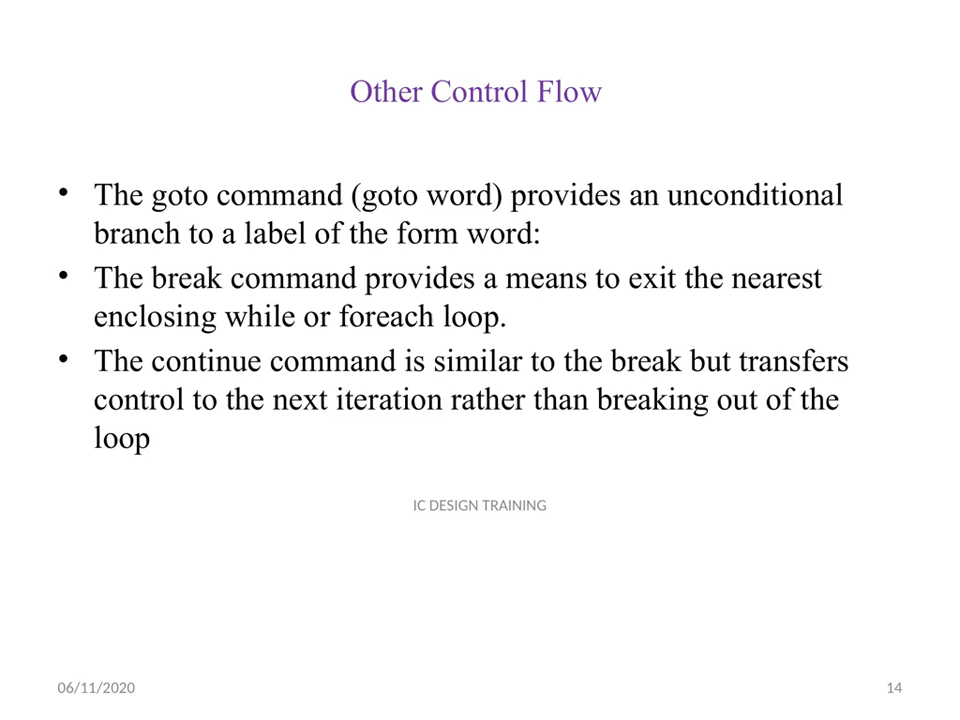 Other Control Flow
• The goto command (goto word) provides an unconditional
branch to a label of the form word:
• The break command provides a means to exit the nearest
enclosing while or foreach loop.
• The continue command is similar to the break but transfers
control to the next iteration rather than breaking out of the
loop
IC DESIGN TRAINING
06/11/2020
14